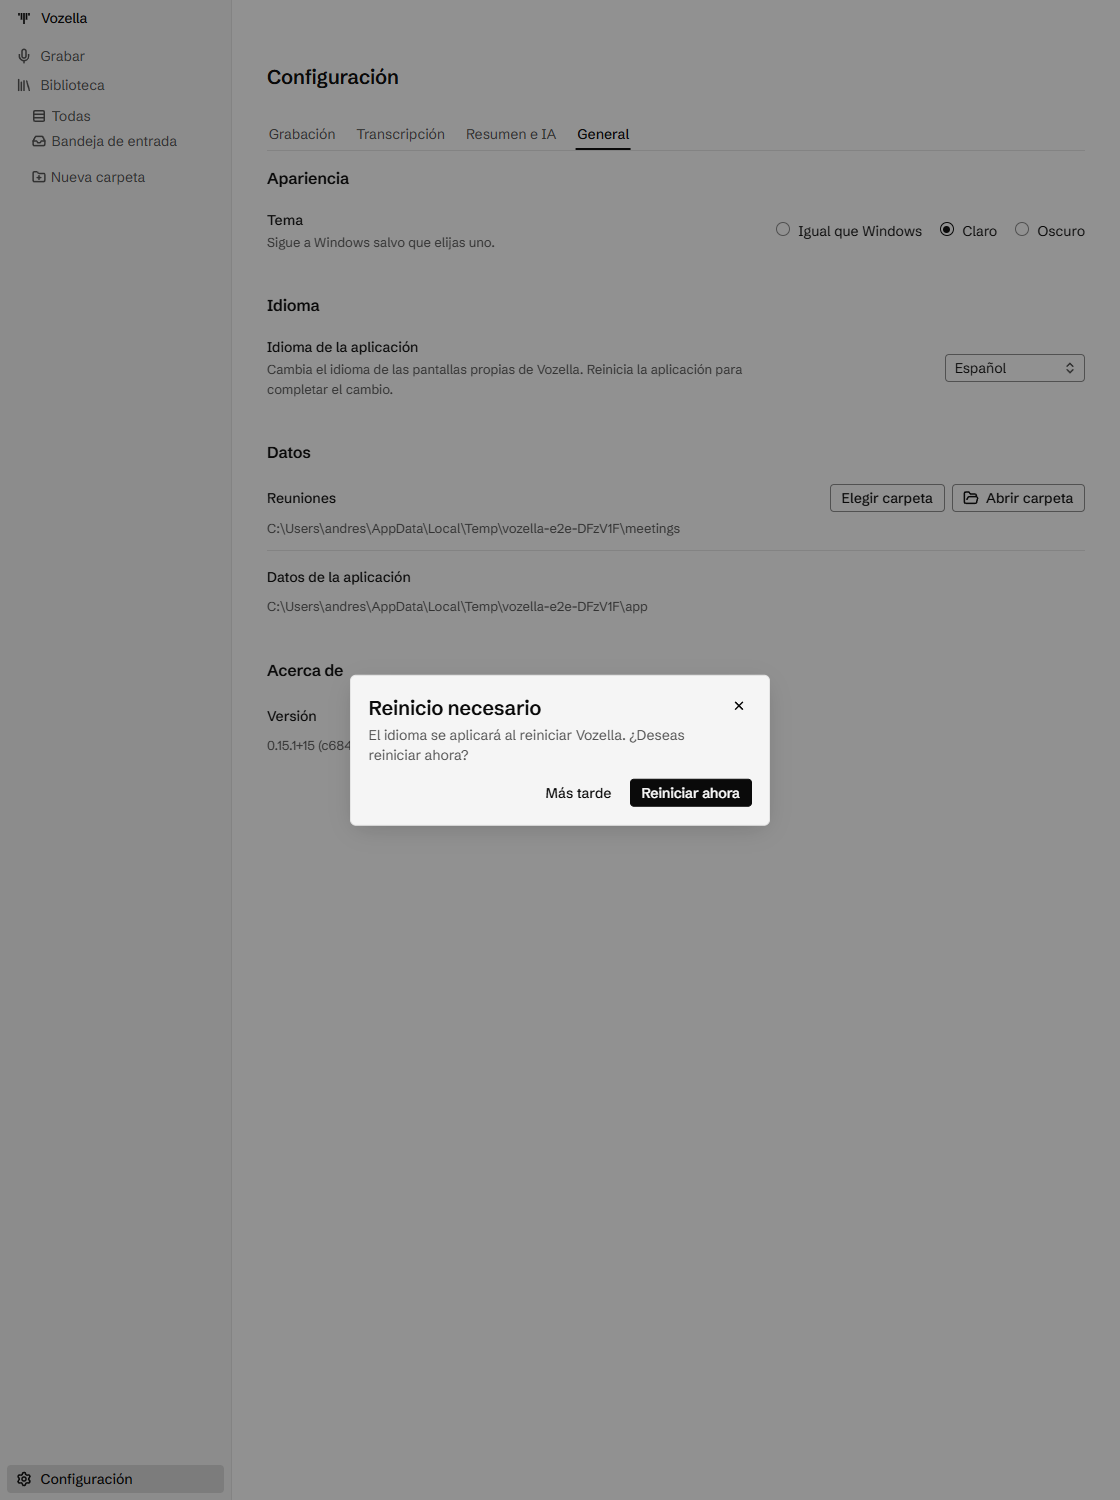 Vozella
Grabar
Biblioteca
Todas
Bandeja de entrada
Nueva carpeta
Configuración
Grabación
Transcripción
Resumen e IA
General
Apariencia
Tema
Sigue a Windows salvo que elijas uno.
Igual que Windows
Claro
Oscuro
Idioma
Idioma de la aplicación
Cambia el idioma de las pantallas propias de Vozella. Reinicia la aplicación para
completar el cambio.
Español
Datos
Reuniones
Elegir carpeta
Abrir carpeta
C:\Users\andres\AppData\Local\Temp\vozella-e2e-DFzV1F\meetings
Datos de la aplicación
C:\Users\andres\AppData\Local\Temp\vozella-e2e-DFzV1F\app
Acerca de
Versión
0.15.1+15 (c684
Reinicio necesario
El idioma se aplicará al reiniciar Vozella. ¿Deseas
reiniciar ahora?
Más tarde
Reiniciar ahora
Configuración